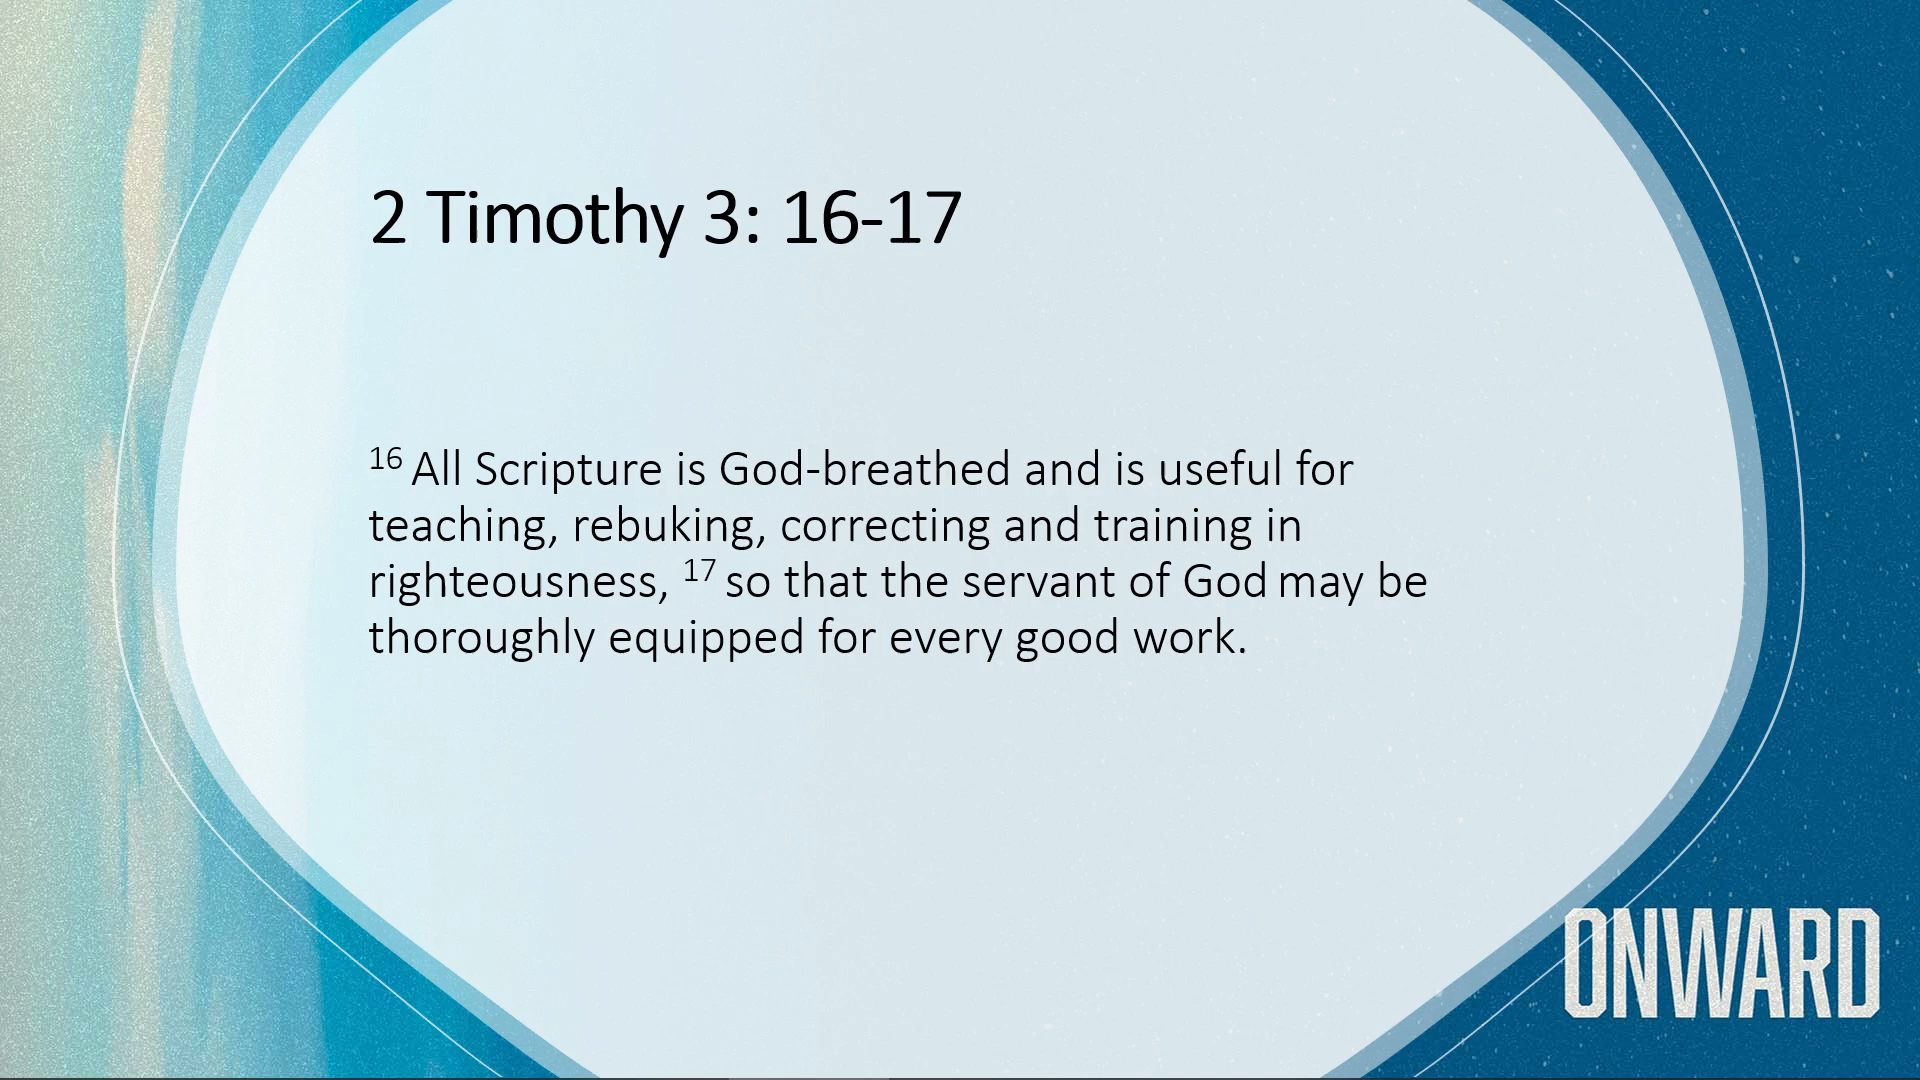 2 Timothy 3: 16-17
16 All Scripture is God-breathed and is useful for
teaching, rebuking, correcting and training in
righteousness, 17 so that the servant of God may be
thoroughly equipped for every good work.
ONWARD